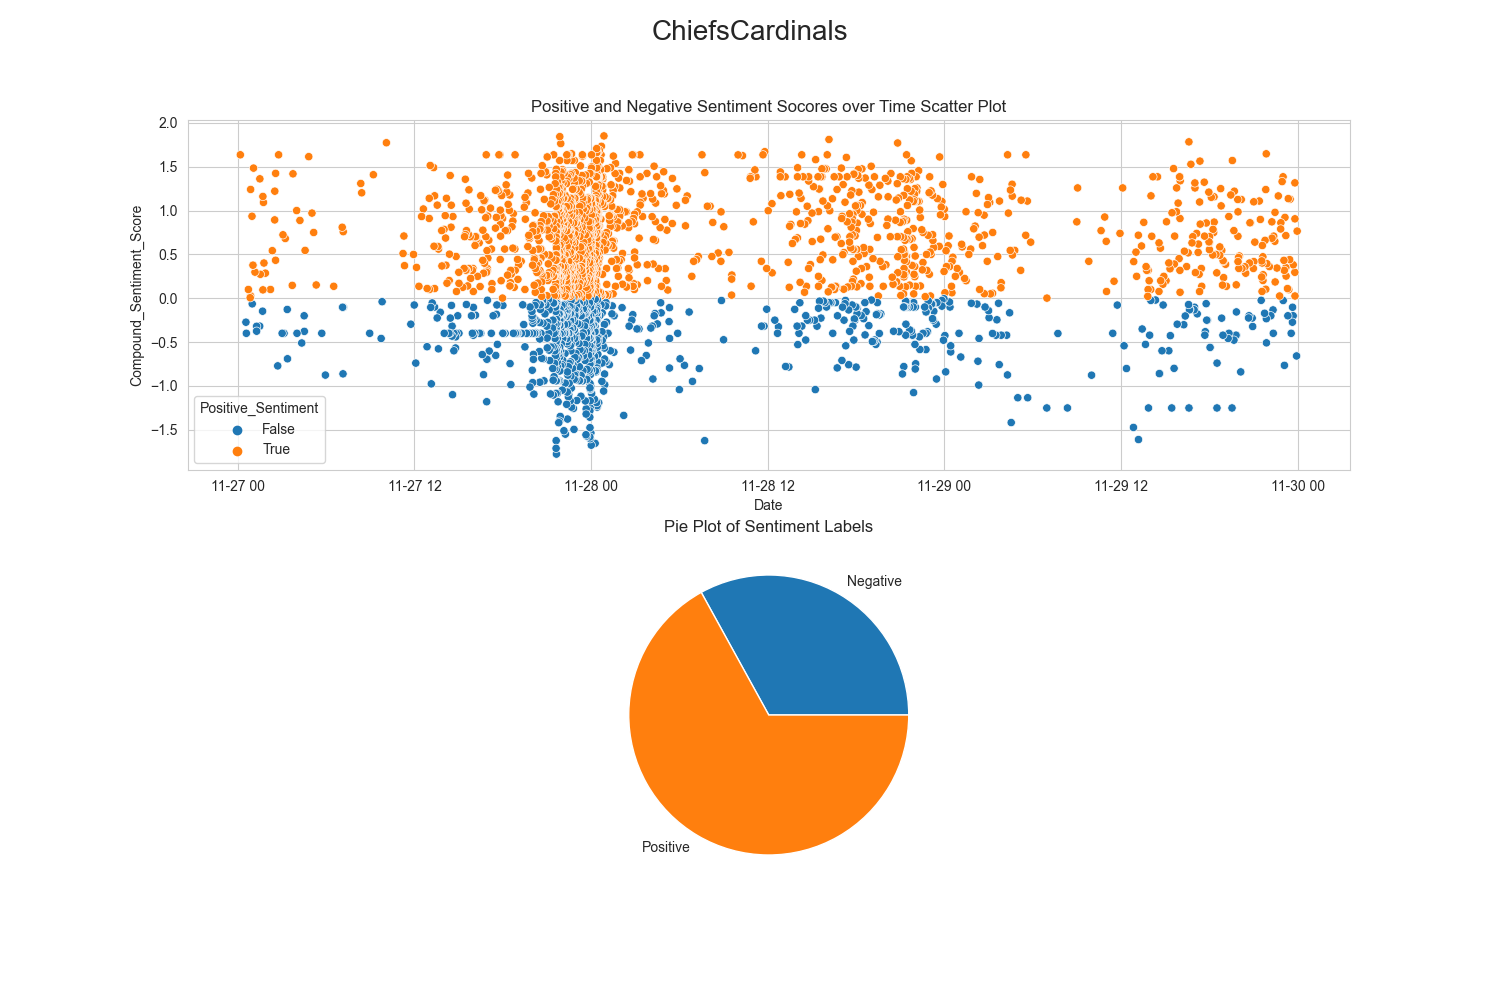 ChiefsCardinals
Positive and Negative Sentiment Socores over Time Scatter Plot
2.0
1.5
1.0
0.5
0.0
−0.5
−1.0
−1.5
Compound_Sentiment_Score
Positive_Sentiment
False
True
11-27 00
11-27 12
11-28 00
11-28 12
11-29 00
11-29 12
11-30 00
Date
Pie Plot of Sentiment Labels
Negative
Positive